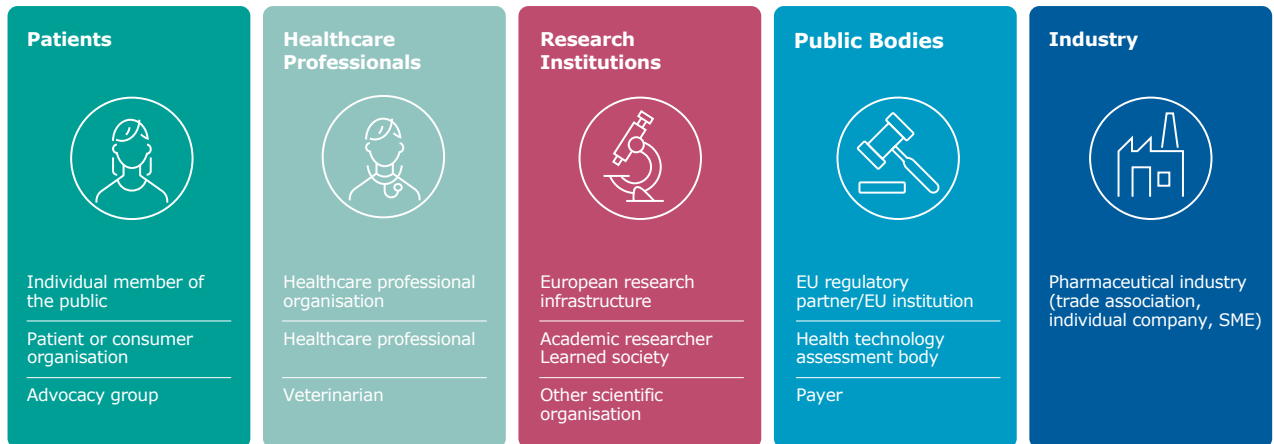 Patients
Individual member of
the public
Patient or consumer
organisation
Advocacy group
Healthcare
Professionals
Healthcare professional
organisation
Healthcare professional
Veterinarian
Research
Institutions
European research
infrastructure
Academic researcher
Learned society
Other scientific
organisation
Public Bodies
EU regulatory
partner/EU institution
Health technology
assessment body
Payer
Industry
Pharmaceutical industry
(trade association,
individual company, SME)